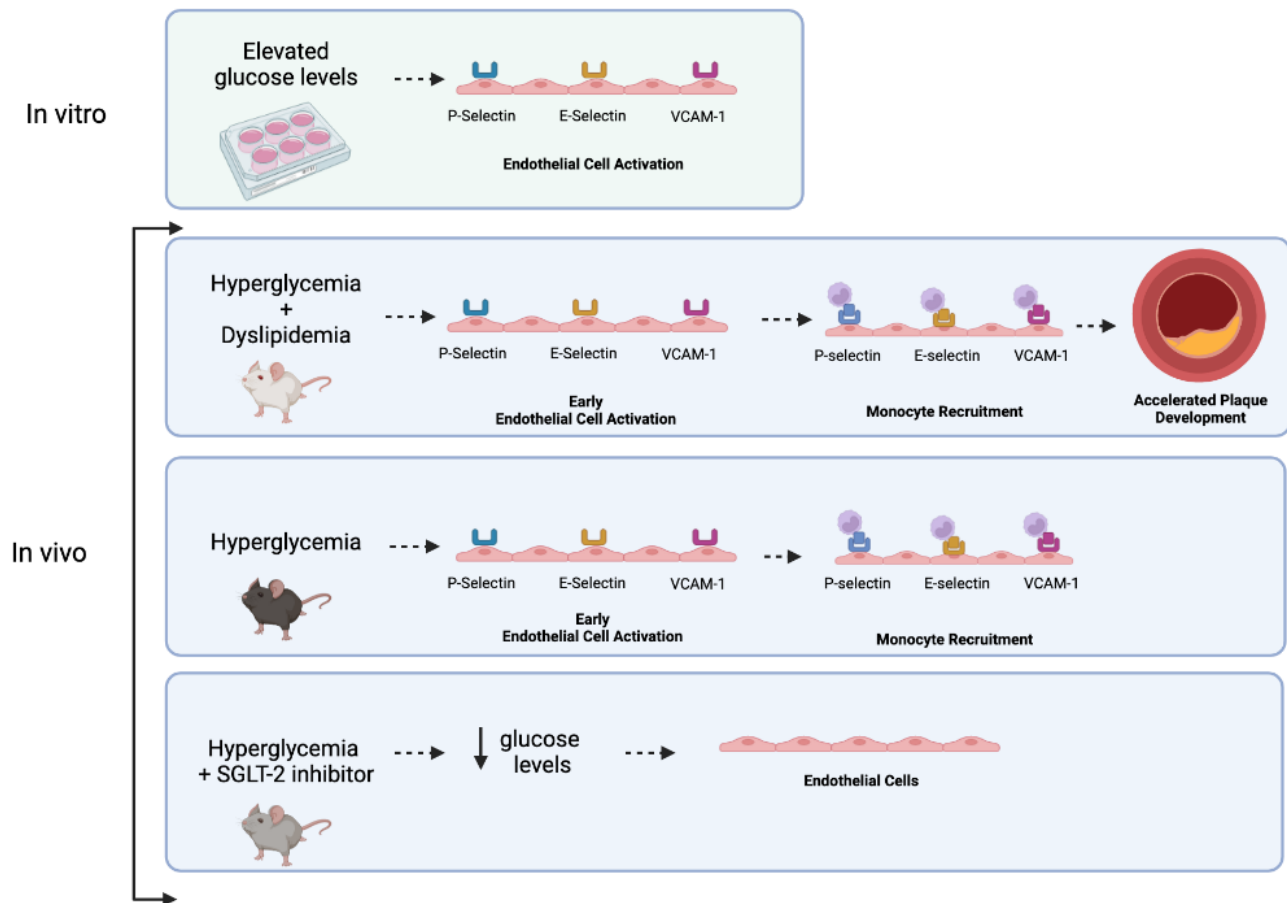 In vitro
Elevated
glucose levels
P-Selectin
E-Selectin
VCAM-1
Endothelial Cell Activation
In vivo
Hyperglycemia
+
Dyslipidemia
P-Selectin
E-Selectin
VCAM-1
Early
Endothelial Cell Activation
P-selectin
E-selectin
VCAM-1
Monocyte Recruitment
Accelerated Plaque
Development
Hyperglycemia
P-Selectin
E-Selectin
VCAM-1
Early
Endothelial Cell Activation
P-selectin
E-selectin
VCAM-1
Monocyte Recruitment
Hyperglycemia
+ SGLT-2 inhibitor
glucose
levels
Endothelial Cells